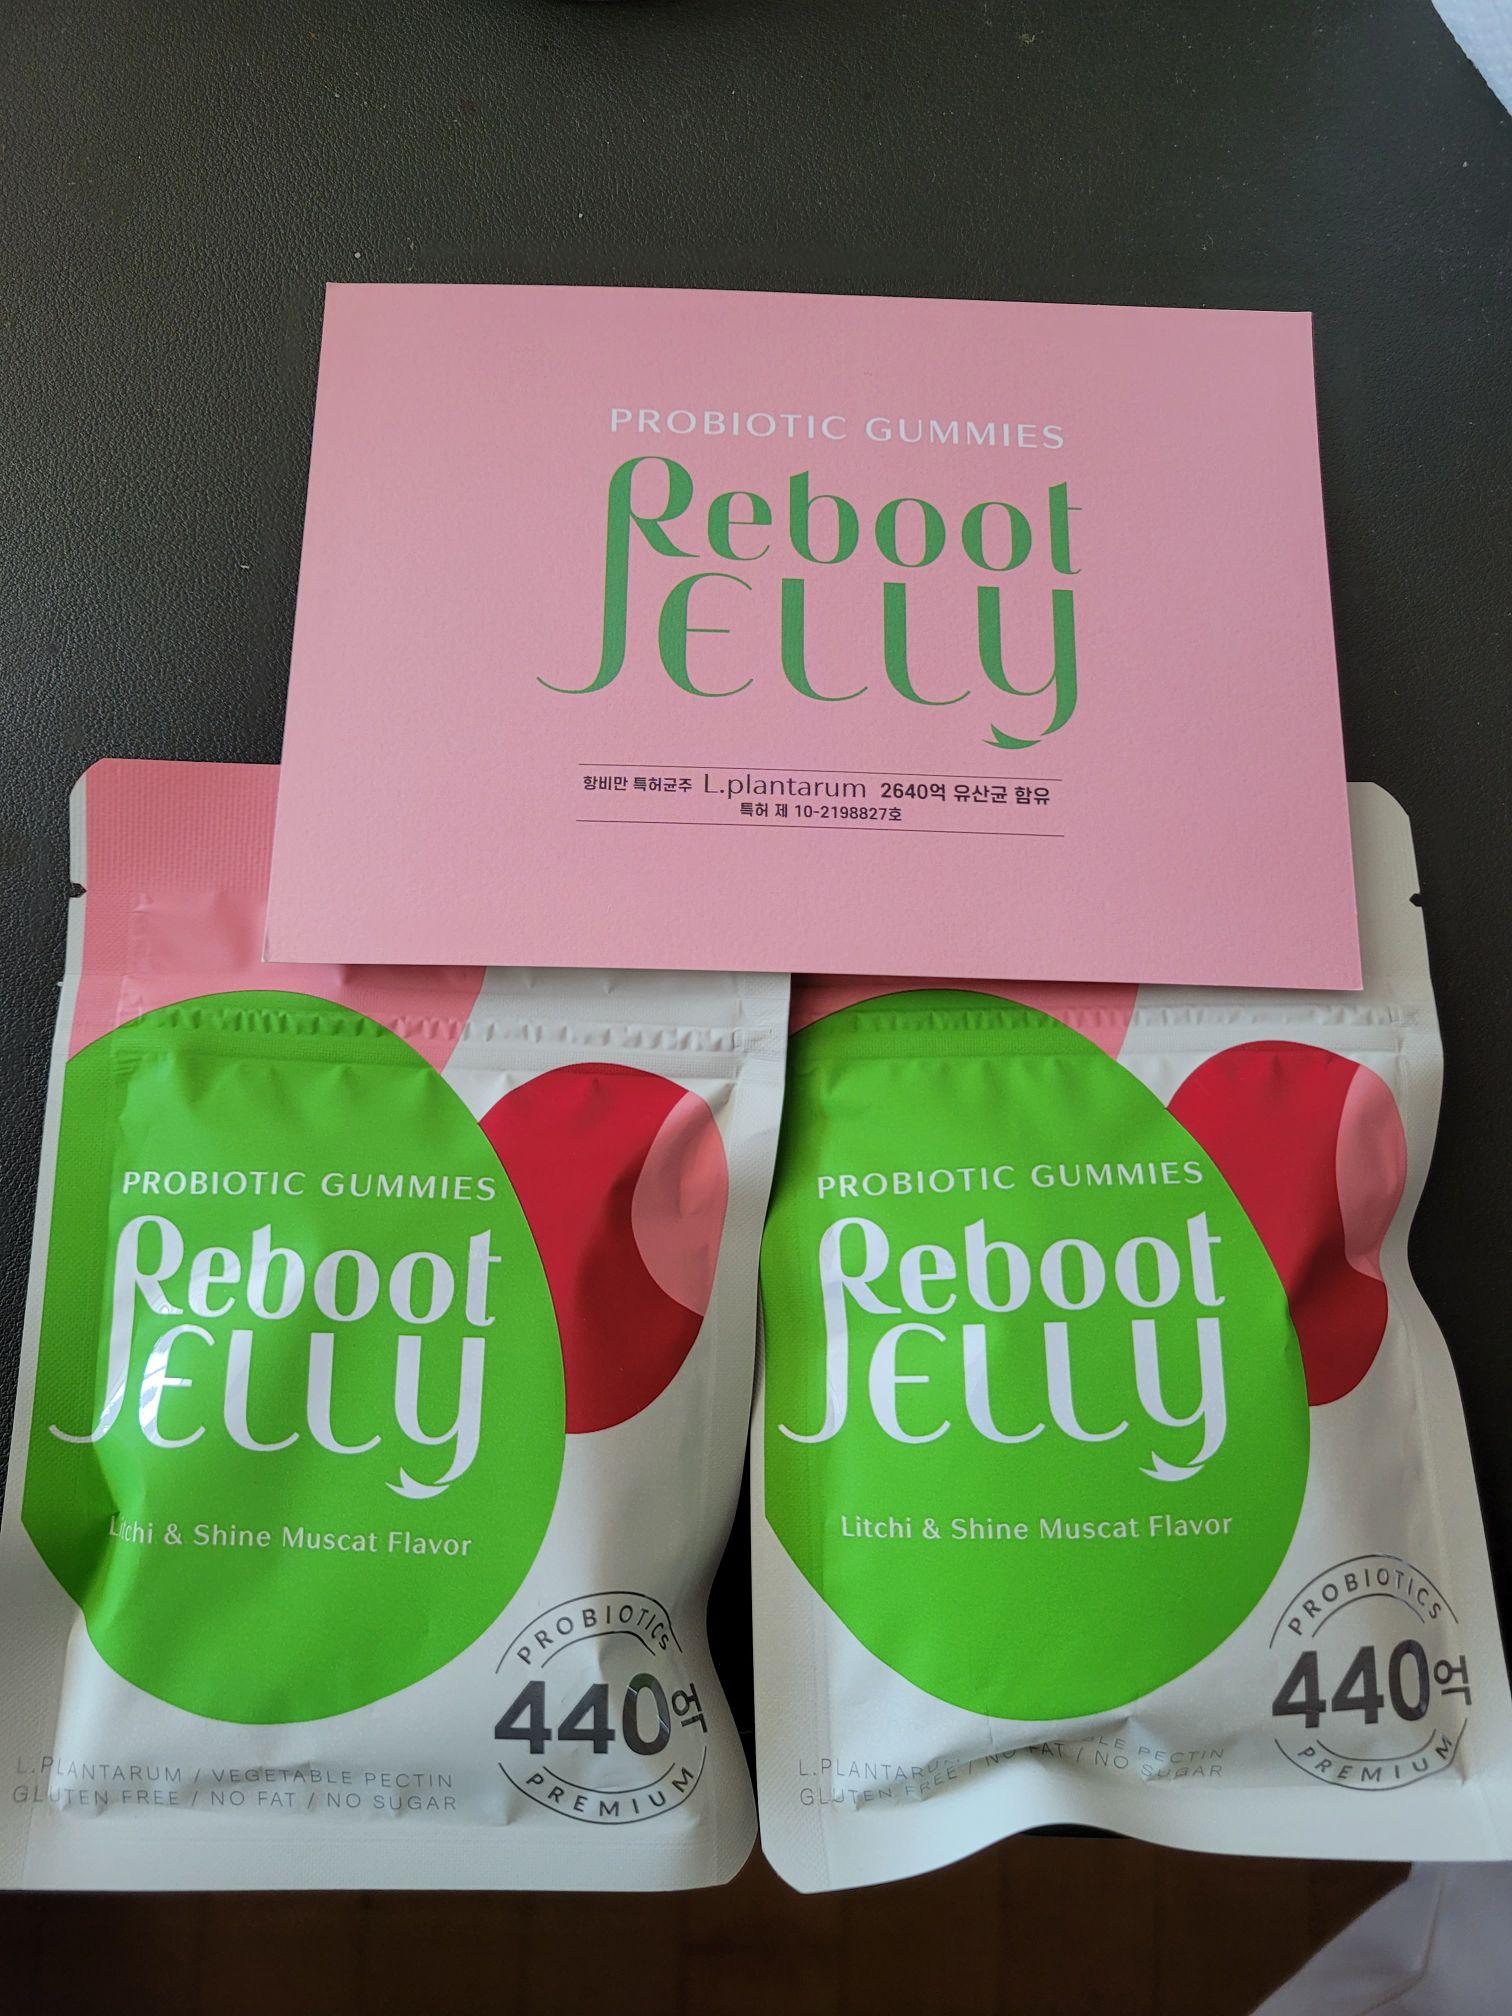 PROBIOTIC GUMMIES
Reboot
JELLY
항비만 특허균주 L.plantarum 2640억 유산균 함유
특허 제 10-2198827호
PROBIOTIC GUMMIES
Reboot
JELLY
Litchi & Shine Muscat Flavor
PROBIOTICS
440억
PREMIUM
L.PLANTARUM / VEGETABLE PECTIN
GLUTEN FREE / NO FAT / NO SUGAR
PROBIOTIC GUMMIES
Reboot
JELLY
Litchi & Shine Muscat Flavor
PROBIOTICS
440억
PREMIUM
PECTIN
GLUTEN FREE / NO FAT / NO SUGAR